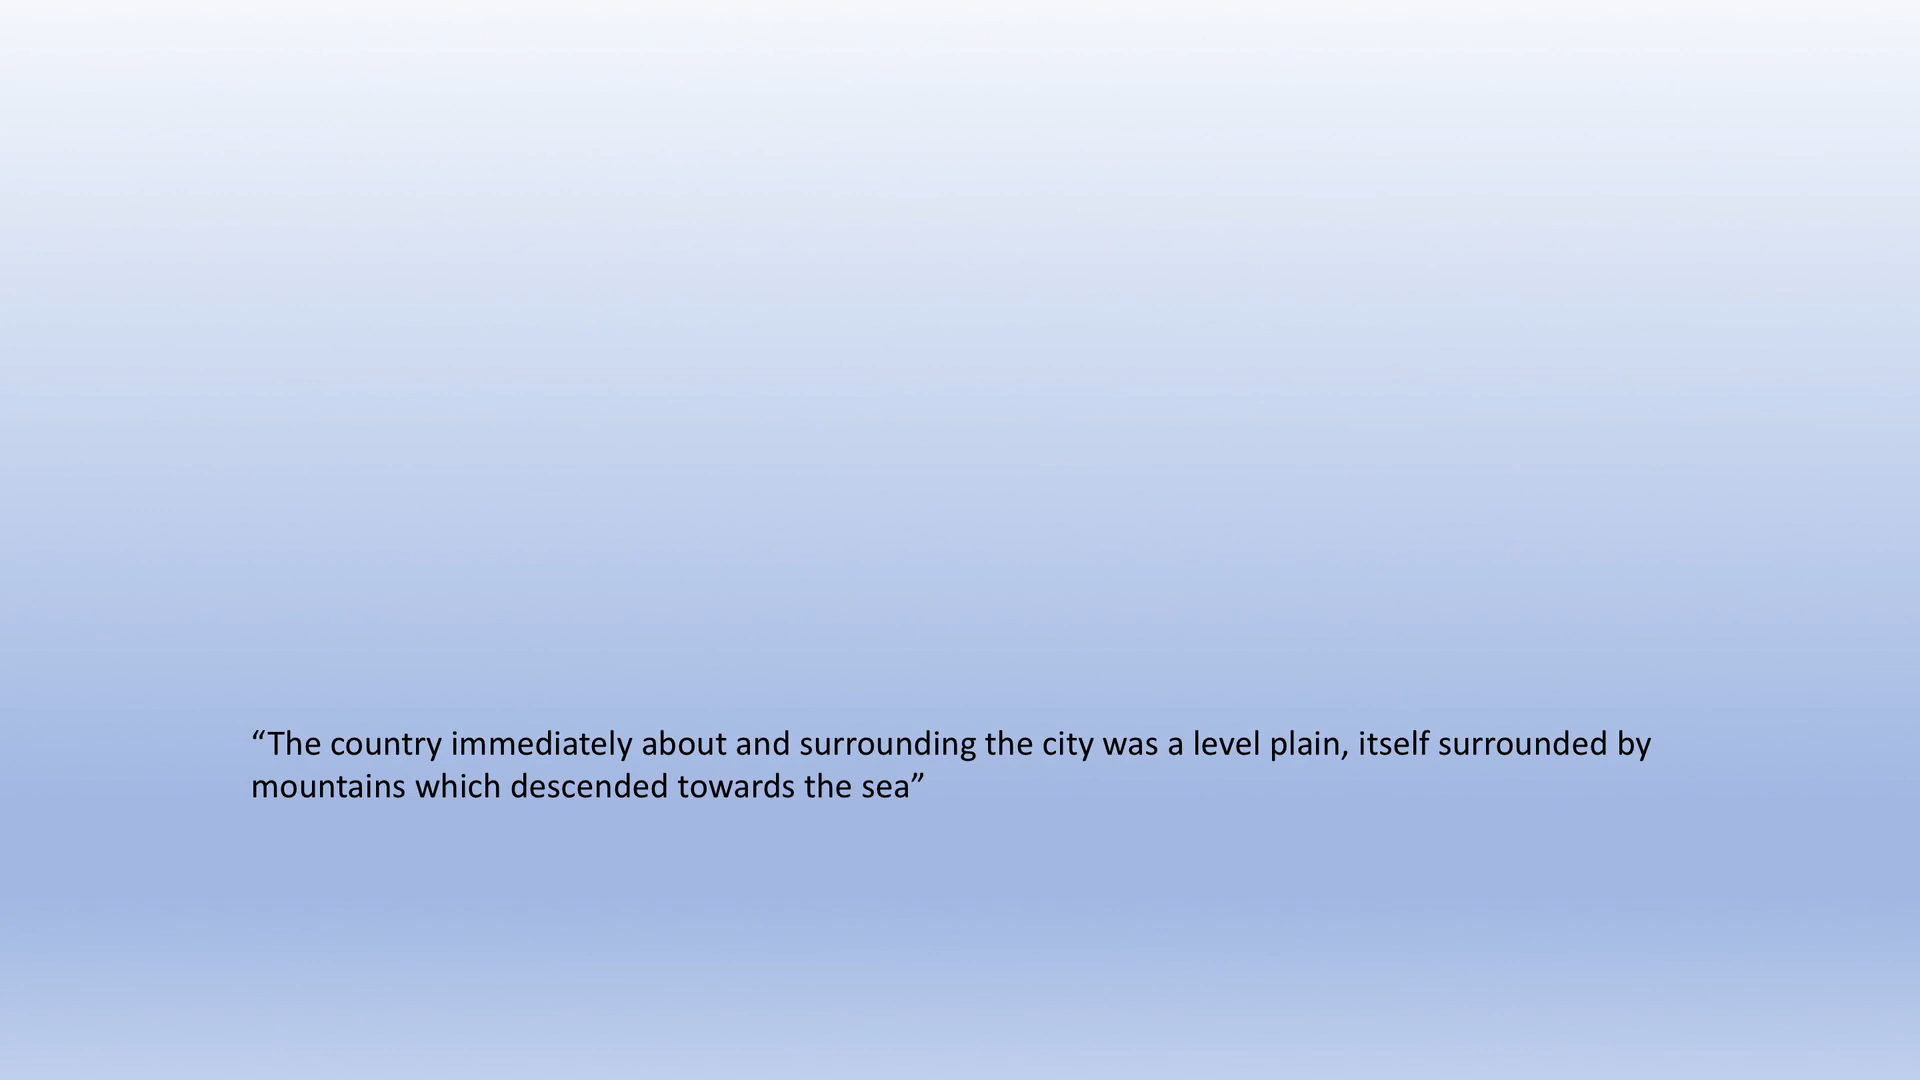 “The country immediately about and surrounding the city was a level plain, itself surrounded by
mountains which descended towards the sea”